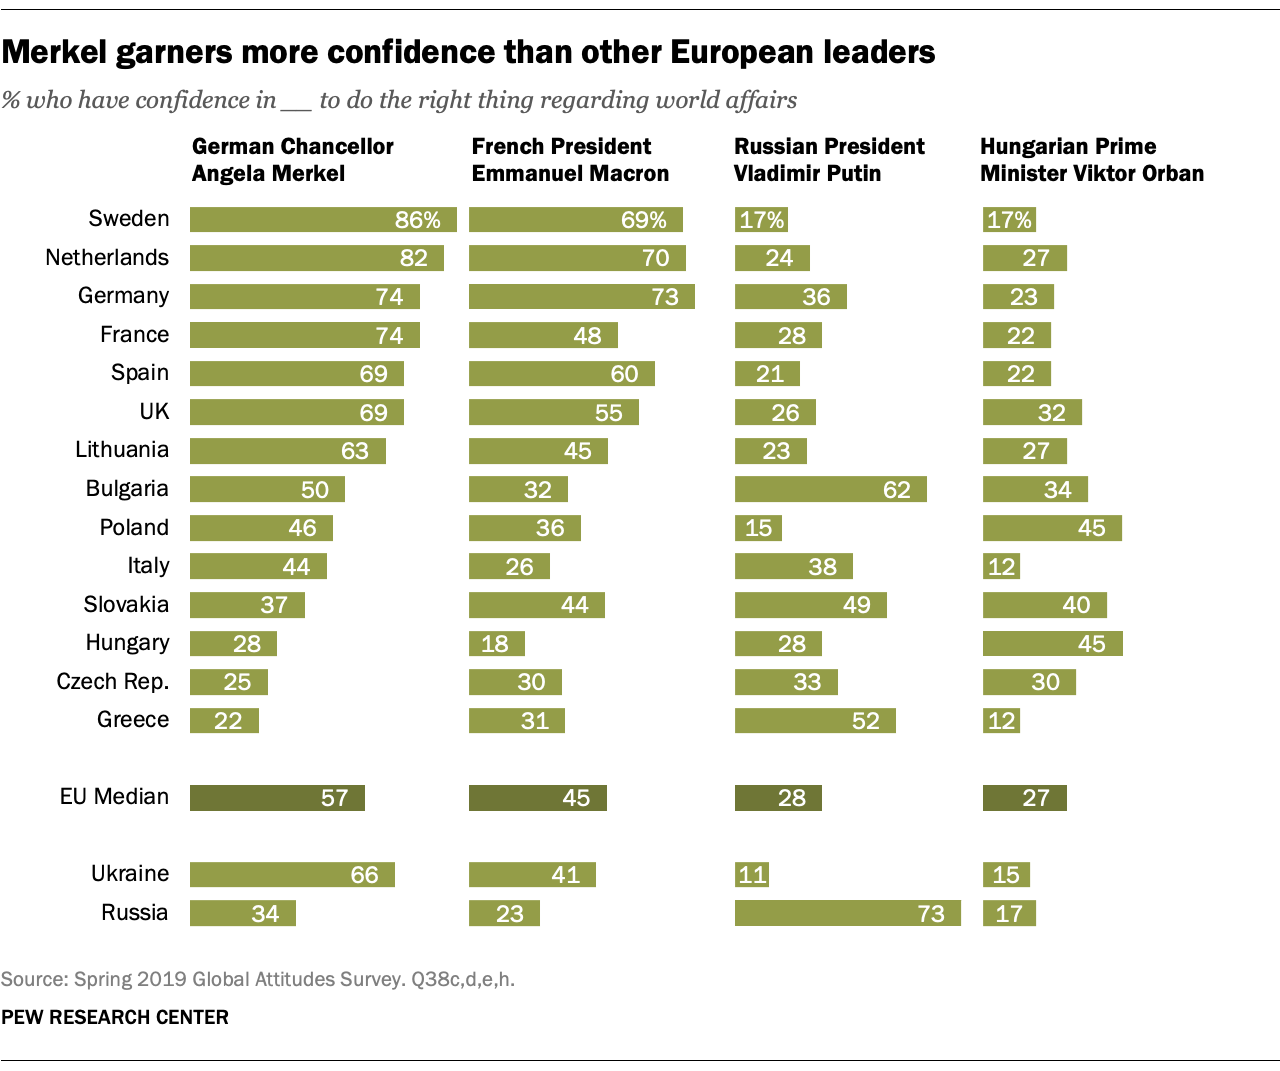 Merkel garners more confidence than other European leaders
% who have confidence in __ to do the right thing regarding world affairs
German Chancellor French President Russian President Hungarian Prime
Angela Merkel Emmanuel Macron Vladimir Putin Minister Viktor Orban
Sweden 86% 69% 17% 17%
Netherlands 82 70 24 27
Germany 74 73 36 23
France 74 48 28 22
Spain 69 60 21 22
UK 69 55 26 32
Lithuania 63 45 23 27
Bulgaria 50 32 62 34
Poland 46 36 15 45
Italy 44 26 38 12
Slovakia 37 44 49 40
Hungary 28 18 28 45
Czech Rep. 25 30 33 30
Greece 22 31 52 12
EU Median 57 45 28 27
Ukraine 66 41 11 15
Russia 34 23 73 17
Source: Spring 2019 Global Attitudes Survey. Q38c,d,e,h.
PEW RESEARCH CENTER